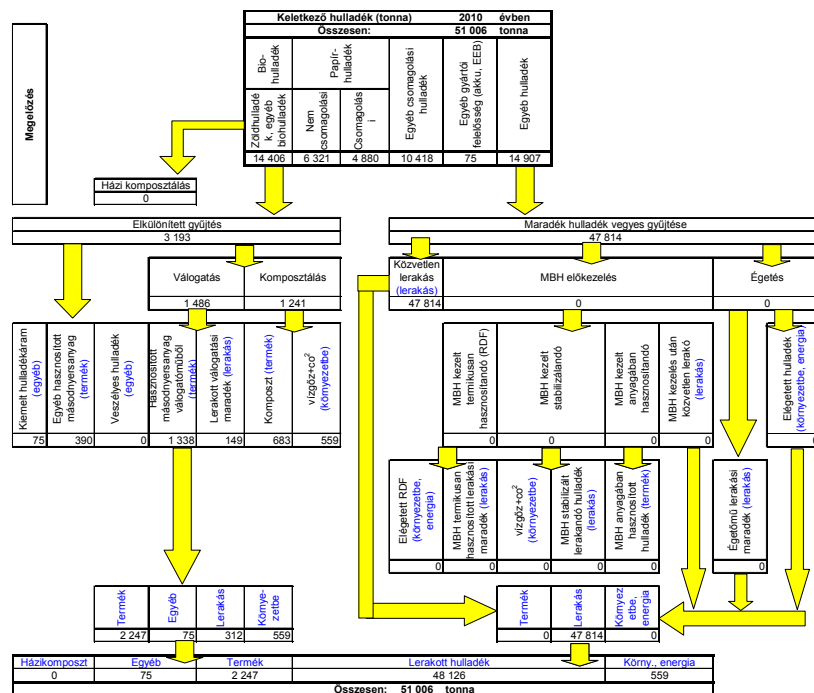 Keletkező hulladék (tonna) 2010 évben
Összesen: 51 006 tonna
Megelőzés
Bio-
hulladék
Papír-
hulladék
Zöldhulladé
k, egyéb
biohulladék
Nem
csomagolási
Csomagolás
i
Egyéb csomagolási
hulladék
Egyéb gyártói
felelősség (akku, EEB)
Egyéb hulladék
14 406 6 321 4 880 10 418 75 14 907
Házi komposztálás
0
Elkülönített gyűjtés
3 193
Maradék hulladék vegyes gyűjtése
47 814
Válogatás Komposztálás
1 486 1 241
Közvetlen
lerakás
(lerakás)
MBH előkezelés
Égetés
47 814 0 0
Kiemelt hulladékáram
(egyéb)
Egyéb hasznosított
másodnyersanyag
(termék)
Veszélyes hulladék
(egyéb)
Hasznosított
másodnyersanyag
válogatóműből
(termék)
Lerakott válogatási
maradék (lerakás)
Komposzt (termék)
vízgőz+co²
(környezetbe)
75 390 0 1 338 149 683 559
MBH kezelt
termikusan
hasznosítandó (RDF)
MBH kezelt
stabilizálandó
MBH kezelt
anyagában
hasznosítandó
MBH kezelés után
közvetlen lerakó
(lerakás)
Elégetett hulladék
(környezetbe, energia)
0 0 0 0 0
Elégetett RDF
(környezetbe,
energia)
MBH termikusan
hasznosított lerakási
maradék (lerakás)
vízgőz+co²
(környezetbe)
MBH stabilizált
lerakandó hulladék
(lerakás)
MBH anyagában
hasznosított
hulladék (termék)
Égetőmű lerakási
maradék (lerakás)
0 0 0 0 0 0
Termék
Egyéb
Lerakás
Környe-
zetbe
2 247 75 312 559
Termék
Lerakás
Környez
etbe,
energia
0 47 814 0
Házikomposzt Egyéb Termék Lerakott hulladék Körny., energia
0 75 2 247 48 126 559
Összesen: 51 006 tonna